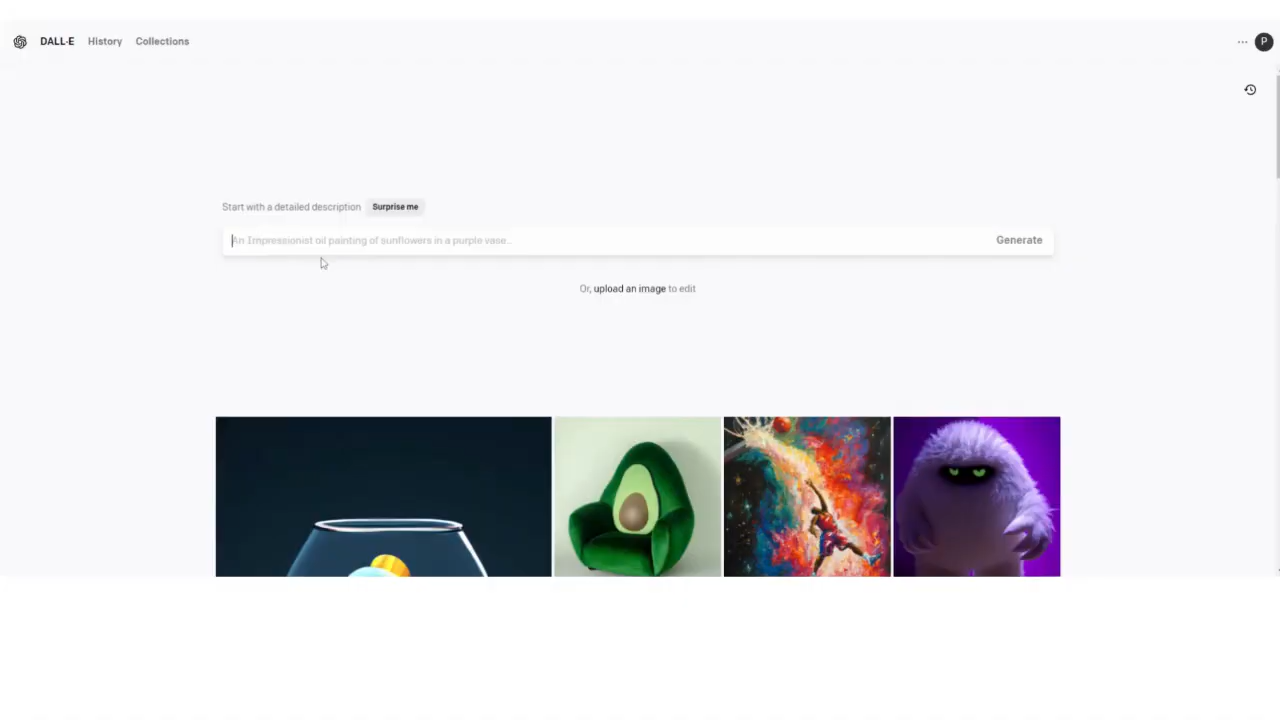 DALL·E History Collections
... P
Start with a detailed description Surprise me
An Impressionist oil painting of sunflowers in a purple vase... Generate
Or, upload an image to edit